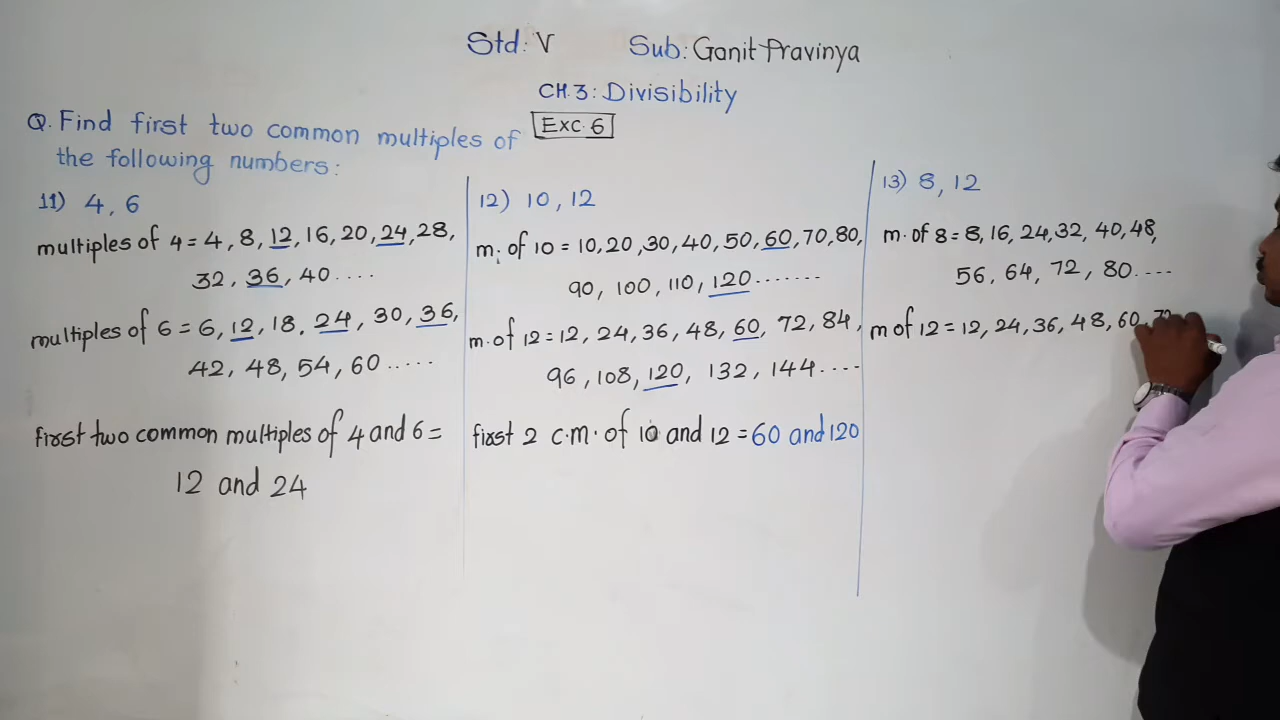 Std: V Sub: Ganit Pravinya
CH.3: Divisibility
Exc. 6
Q. Find first two common multiples of
the following numbers:
11) 4, 6
multiples of 4 = 4, 8, 12, 16, 20, 24, 28,
32, 36, 40 ....
multiples of 6 = 6, 12, 18, 24, 30, 36,
42, 48, 54, 60 .....
first two common multiples of 4 and 6 =
12 and 24
12) 10, 12
m. of 10 = 10, 20, 30, 40, 50, 60, 70, 80,
90, 100, 110, 120 .......
m. of 12 = 12, 24, 36, 48, 60, 72, 84,
96, 108, 120, 132, 144 ....
first 2 c.m. of 10 and 12 = 60 and 120
13) 8, 12
m. of 8 = 8, 16, 24, 32, 40, 48,
56, 64, 72, 80 ....
m of 12 = 12, 24, 36, 48, 60,